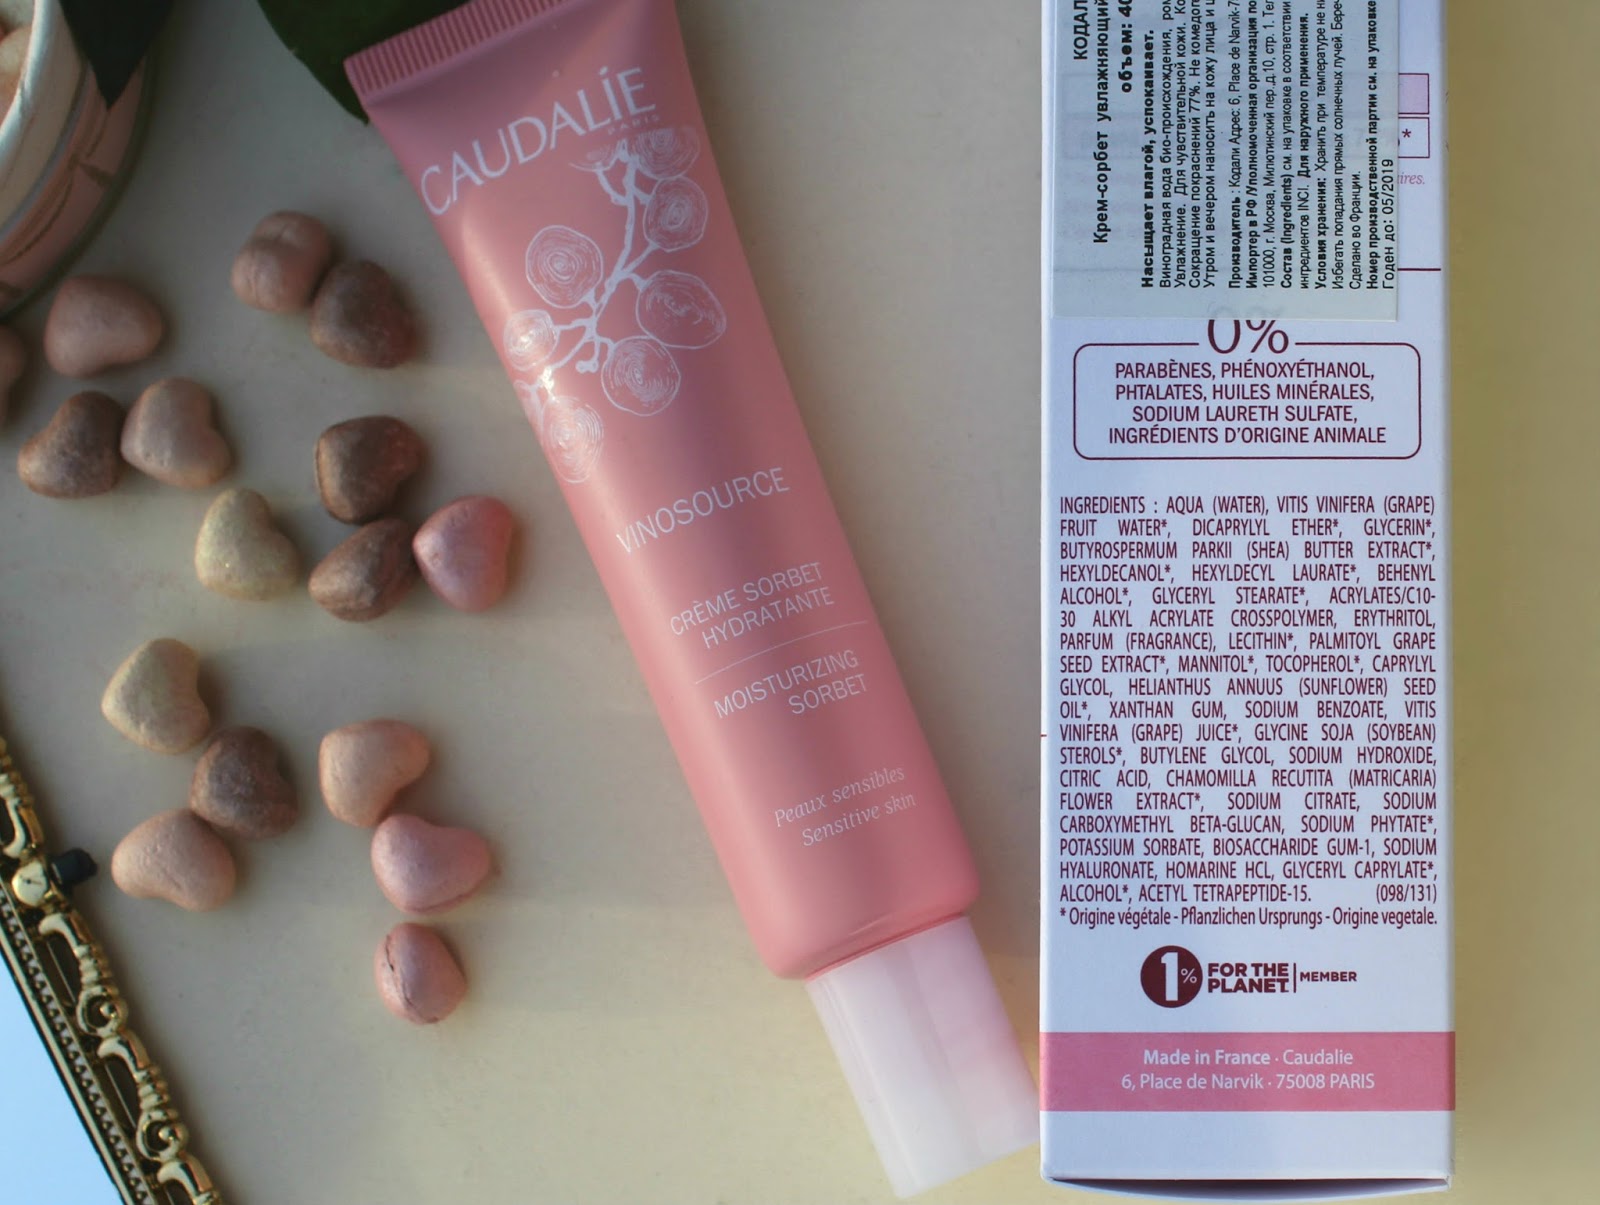 CAUDALÍE
PARIS
VINOSOURCE
CRÈME SORBET
HYDRATANTE
MOISTURIZING
SORBET
Peaux sensibles
Sensitive skin
КОДАЛ
Крем-сорбет увлажняющий
объем: 40
Насыщает влагой, успокаивает.
Виноградная вода био-происхождения, ром
Увлажнение. Для чувствительной кожи.
Сокращение покраснений 77%. Не комедог
Утром и вечером наносить на кожу лица и
Производитель : Кодали Адрес: 6, Place de Narvik-7
Импортер в РФ /Уполномоченная организация по
101000, г. Москва, Милютинский пер., д.10, стр. 1. Тел
Состав (Ingredients) см. на упаковке в соответствии
ингредиентов INCI. Для наружного применения.
Условия хранения: Хранить при температуре не ни
Избегать попадания прямых солнечных лучей. Береч
Сделано во Франции.
Номер производственной партии см. на упаковке
Годен до: 05/2019
*
ires.
0%
PARABÈNES, PHÉNOXYÉTHANOL,
PHTALATES, HUILES MINÉRALES,
SODIUM LAURETH SULFATE,
INGRÉDIENTS D'ORIGINE ANIMALE
INGREDIENTS : AQUA (WATER), VITIS VINIFERA (GRAPE)
FRUIT WATER*, DICAPRYLYL ETHER*, GLYCERIN*,
BUTYROSPERMUM PARKII (SHEA) BUTTER EXTRACT*,
HEXYLDECANOL*, HEXYLDECYL LAURATE*, BEHENYL
ALCOHOL*, GLYCERYL STEARATE*, ACRYLATES/C10-
30 ALKYL ACRYLATE CROSSPOLYMER, ERYTHRITOL,
PARFUM (FRAGRANCE), LECITHIN*, PALMITOYL GRAPE
SEED EXTRACT*, MANNITOL*, TOCOPHEROL*, CAPRYLYL
GLYCOL, HELIANTHUS ANNUUS (SUNFLOWER) SEED
OIL*, XANTHAN GUM, SODIUM BENZOATE, VITIS
VINIFERA (GRAPE) JUICE*, GLYCINE SOJA (SOYBEAN)
STEROLS*, BUTYLENE GLYCOL, SODIUM HYDROXIDE,
CITRIC ACID, CHAMOMILLA RECUTITA (MATRICARIA)
FLOWER EXTRACT*, SODIUM CITRATE, SODIUM
CARBOXYMETHYL BETA-GLUCAN, SODIUM PHYTATE*,
POTASSIUM SORBATE, BIOSACCHARIDE GUM-1, SODIUM
HYALURONATE, HOMARINE HCL, GLYCERYL CAPRYLATE*,
ALCOHOL*, ACETYL TETRAPEPTIDE-15. (098/131)
* Origine végétale - Pflanzlichen Ursprungs - Origine vegetale.
1% FOR THE
PLANET MEMBER
Made in France · Caudalie
6, Place de Narvik · 75008 PARIS